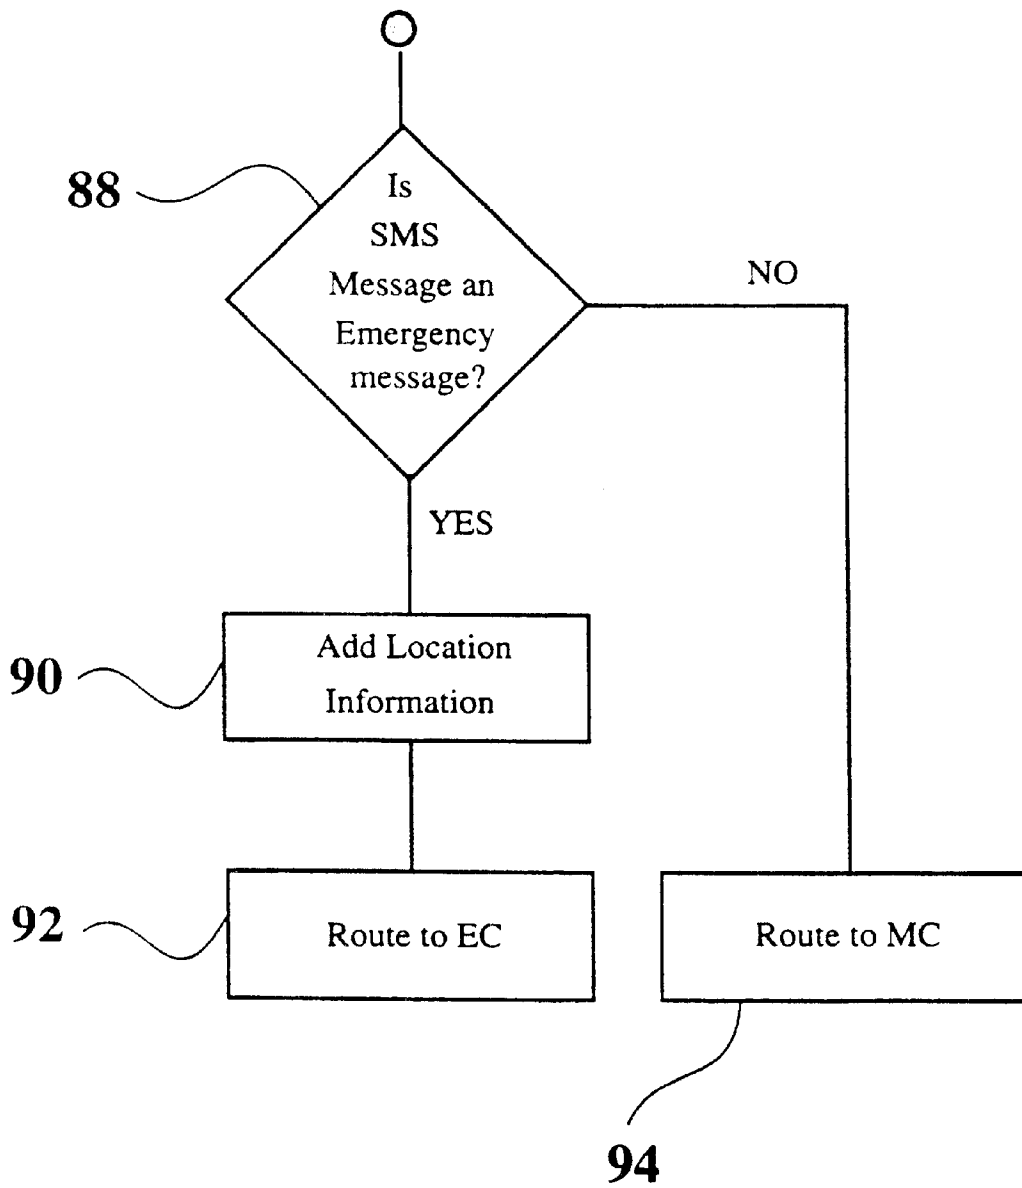 88
Is
SMS
Message an
Emergency
message?
NO
YES
90
Add Location
Information
92
Route to EC
Route to MC
94